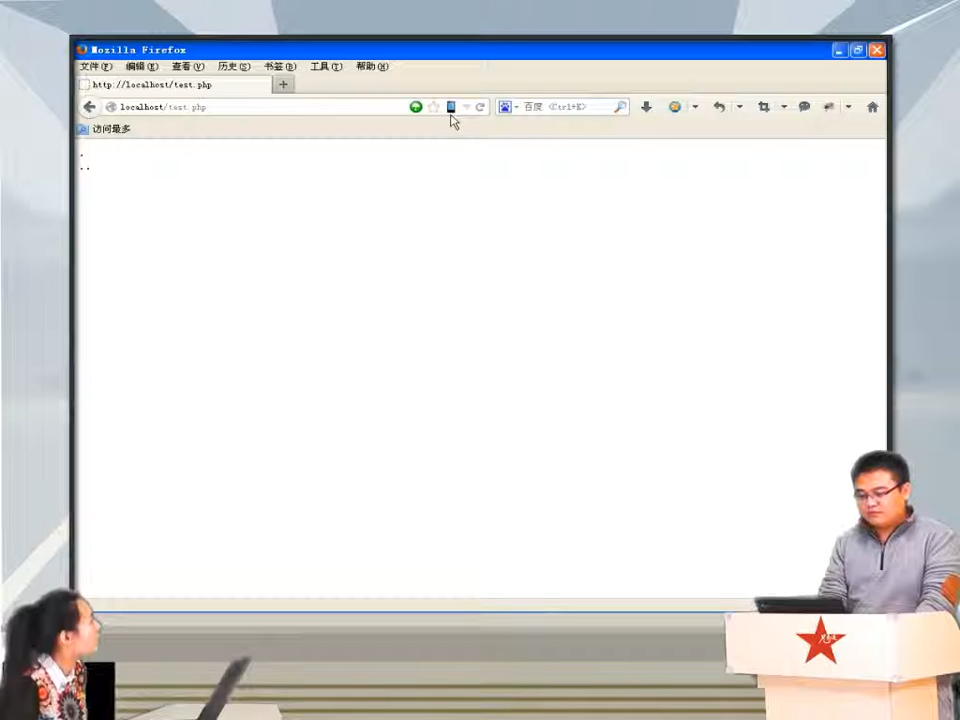 Mozilla Firefox
文件(F) 编辑(E) 查看(V) 历史(S) 书签(B) 工具(T) 帮助(H)
http://localhost/test.php
localhost/test.php
百度 <Ctrl+K>
访问最多
.
..